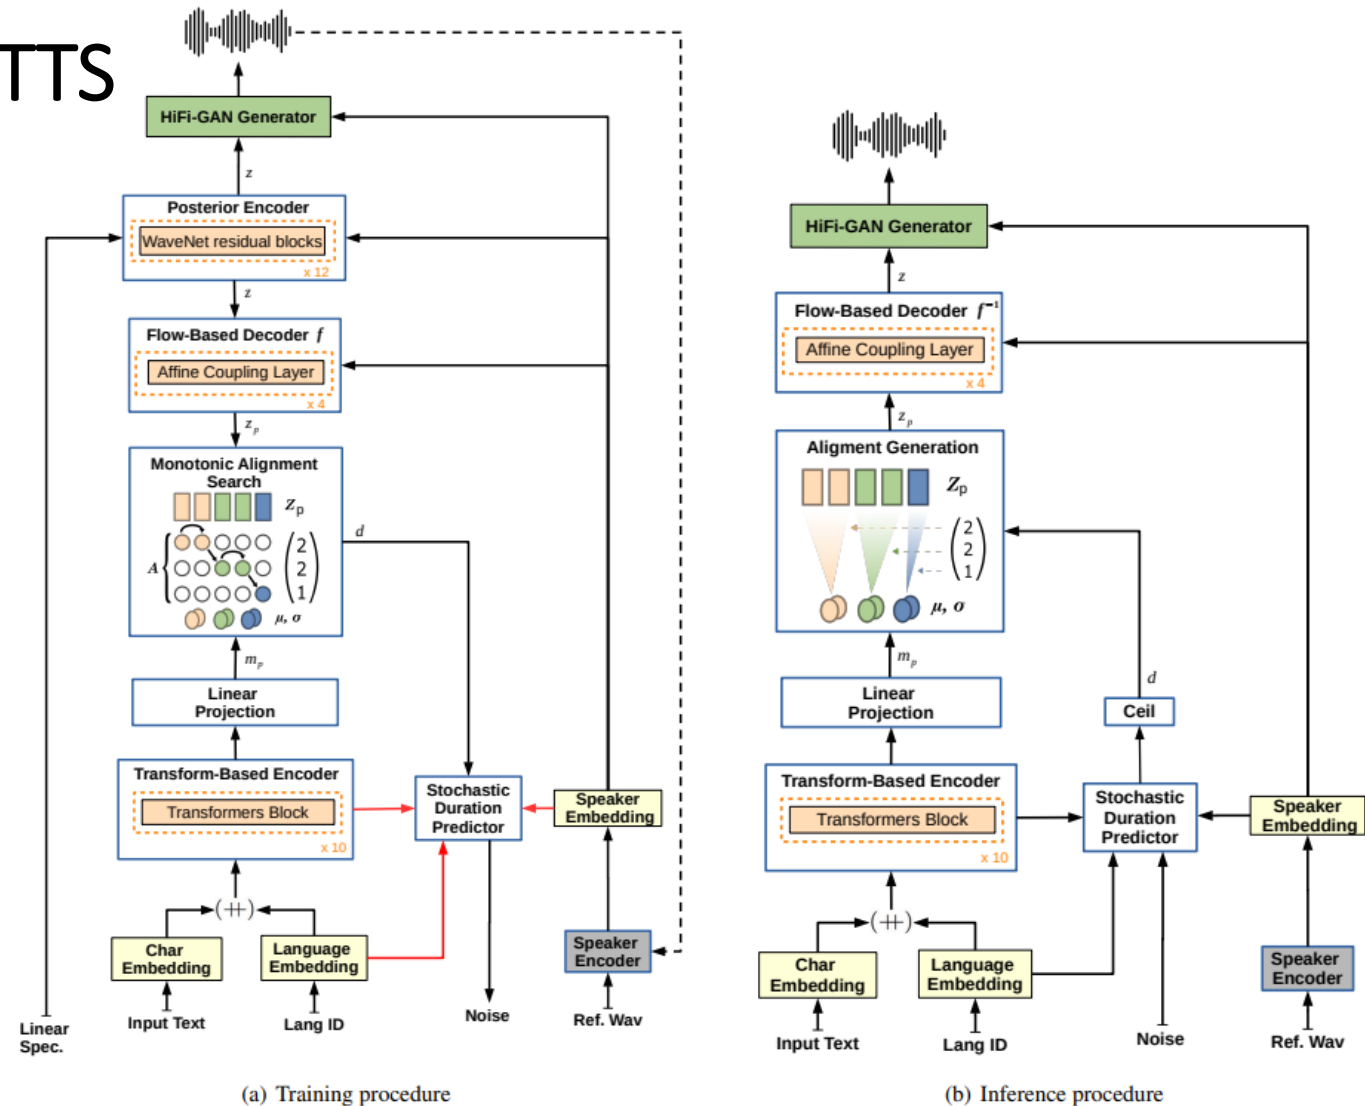 TTS
HiFi-GAN Generator
z
Posterior Encoder
WaveNet residual blocks
x 12
z
Flow-Based Decoder f
Affine Coupling Layer
x 4
z_p
Monotonic Alignment
Search
Z_p
A
2
2
1
μ, σ
d
m_p
Linear
Projection
Transform-Based Encoder
Transformers Block
x 10
Stochastic
Duration
Predictor
Speaker
Embedding
(++)
Char
Embedding
Language
Embedding
Speaker
Encoder
Linear
Spec.
Input Text
Lang ID
Noise
Ref. Wav
(a) Training procedure
HiFi-GAN Generator
z
Flow-Based Decoder f⁻¹
Affine Coupling Layer
x 4
z_p
Aligment Generation
Z_p
2
2
1
μ, σ
m_p
d
Linear
Projection
Ceil
Transform-Based Encoder
Transformers Block
x 10
Stochastic
Duration
Predictor
Speaker
Embedding
(++)
Char
Embedding
Language
Embedding
Speaker
Encoder
Input Text
Lang ID
Noise
Ref. Wav
(b) Inference procedure